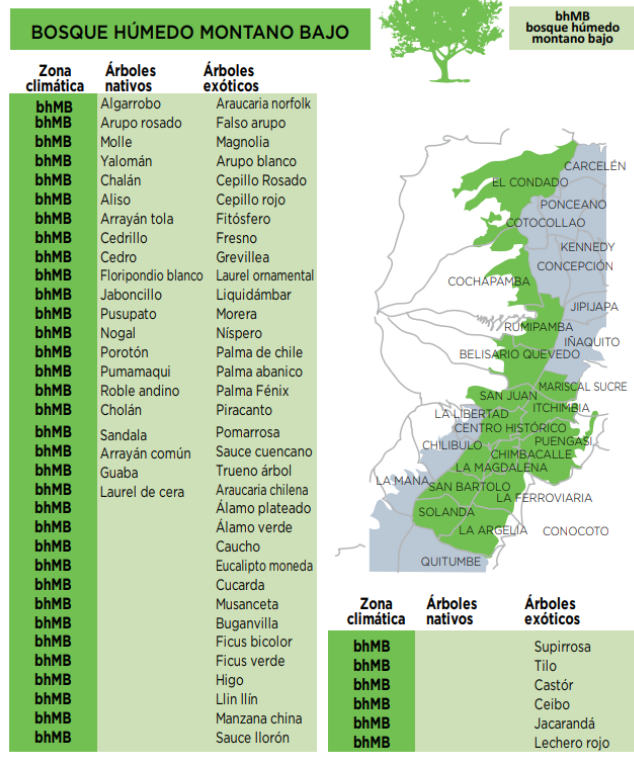 BOSQUE HÚMEDO MONTANO BAJO
bhMB
bosque húmedo
montano bajo
Zona climática Árboles nativos Árboles exóticos
bhMB Algarrobo Araucaria norfolk
bhMB Arupo rosado Falso arupo
bhMB Molle Magnolia
bhMB Yalomán Arupo blanco
bhMB Chalán Cepillo Rosado
bhMB Aliso Cepillo rojo
bhMB Arrayán tola Fitósfero
bhMB Cedrillo Fresno
bhMB Cedro Grevillea
bhMB Floripondio blanco Laurel ornamental
bhMB Jaboncillo Liquidámbar
bhMB Pusupato Morera
bhMB Nogal Níspero
bhMB Porotón Palma de chile
bhMB Pumamaqui Palma abanico
bhMB Roble andino Palma Fénix
bhMB Cholán Piracanto
bhMB Sandala Pomarrosa
bhMB Arrayán común Sauce cuencano
bhMB Guaba Trueno árbol
bhMB Laurel de cera Araucaria chilena
bhMB Álamo plateado
bhMB Álamo verde
bhMB Caucho
bhMB Eucalipto moneda
bhMB Cucarda
bhMB Musanceta
bhMB Buganvilla
bhMB Ficus bicolor
bhMB Ficus verde
bhMB Higo
bhMB Llin llín
bhMB Manzana china
bhMB Sauce llorón
CARCELÉN
EL CONDADO
PONCEANO
COTOCOLLAO
KENNEDY
CONCEPCIÓN
COCHAPAMBA
JIPIJAPA
RUMIPAMBA
IÑAQUITO
BELISARIO QUEVEDO
MARISCAL SUCRE
SAN JUAN
ITCHIMBIA
LA LIBERTAD
CENTRO HISTÓRICO
PUENGASI
CHILIBULO
CHIMBACALLE
LA MAGDALENA
LA MANA
SAN BARTOLO
LA FERROVIARIA
SOLANDA
LA ARGELIA
CONOCOTO
QUITUMBE
Zona climática Árboles nativos Árboles exóticos
bhMB Supirrosa
bhMB Tilo
bhMB Castór
bhMB Ceibo
bhMB Jacarandá
bhMB Lechero rojo